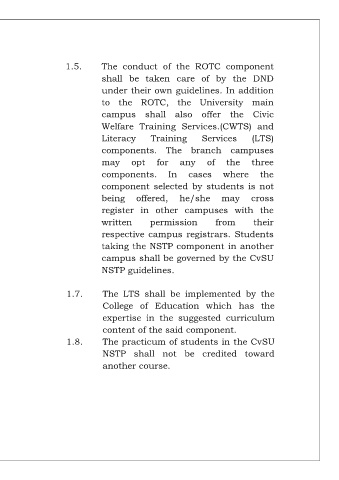 1.5. The conduct of the ROTC component
shall be taken care of by the DND
under their own guidelines. In addition
to the ROTC, the University main
campus shall also offer the Civic
Welfare Training Services.(CWTS) and
Literacy Training Services (LTS)
components. The branch campuses
may opt for any of the three
components. In cases where the
component selected by students is not
being offered, he/she may cross
register in other campuses with the
written permission from their
respective campus registrars. Students
taking the NSTP component in another
campus shall be governed by the CvSU
NSTP guidelines.
1.7. The LTS shall be implemented by the
College of Education which has the
expertise in the suggested curriculum
content of the said component.
1.8. The practicum of students in the CvSU
NSTP shall not be credited toward
another course.